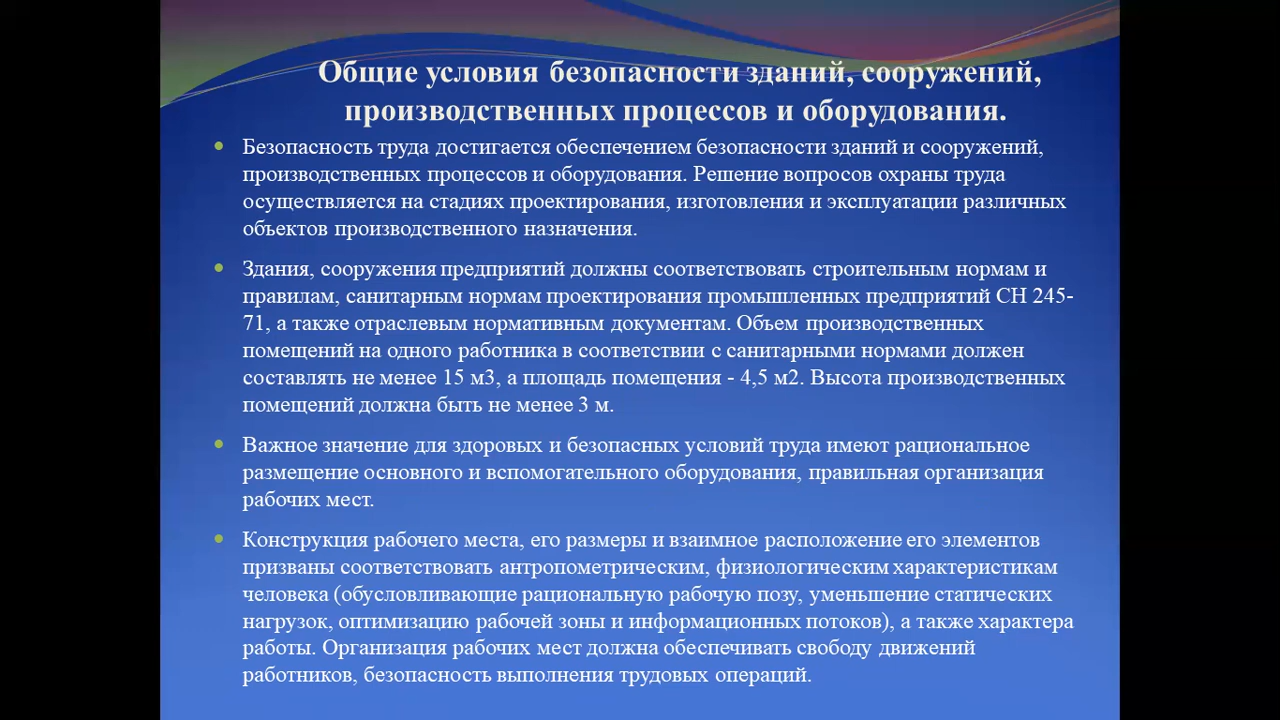 Общие условия безопасности зданий, сооружений,
производственных процессов и оборудования.
• Безопасность труда достигается обеспечением безопасности зданий и сооружений,
производственных процессов и оборудования. Решение вопросов охраны труда
осуществляется на стадиях проектирования, изготовления и эксплуатации различных
объектов производственного назначения.
• Здания, сооружения предприятий должны соответствовать строительным нормам и
правилам, санитарным нормам проектирования промышленных предприятий СН 245-
71, а также отраслевым нормативным документам. Объем производственных
помещений на одного работника в соответствии с санитарными нормами должен
составлять не менее 15 м3, а площадь помещения - 4,5 м2. Высота производственных
помещений должна быть не менее 3 м.
• Важное значение для здоровых и безопасных условий труда имеют рациональное
размещение основного и вспомогательного оборудования, правильная организация
рабочих мест.
• Конструкция рабочего места, его размеры и взаимное расположение его элементов
призваны соответствовать антропометрическим, физиологическим характеристикам
человека (обусловливающие рациональную рабочую позу, уменьшение статических
нагрузок, оптимизацию рабочей зоны и информационных потоков), а также характера
работы. Организация рабочих мест должна обеспечивать свободу движений
работников, безопасность выполнения трудовых операций.